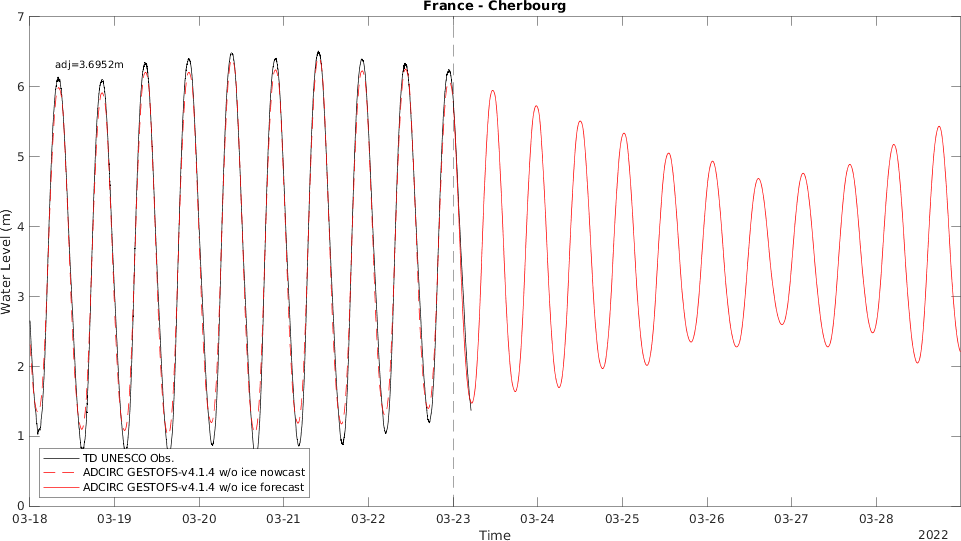 France - Cherbourg
7
adj=3.6952m
6
5
4
3
2
1
0
Water Level (m)
TD UNESCO Obs.
ADCIRC GESTOFS-v4.1.4 w/o ice nowcast
ADCIRC GESTOFS-v4.1.4 w/o ice forecast
03-18 03-19 03-20 03-21 03-22 03-23 03-24 03-25 03-26 03-27 03-28
Time
2022